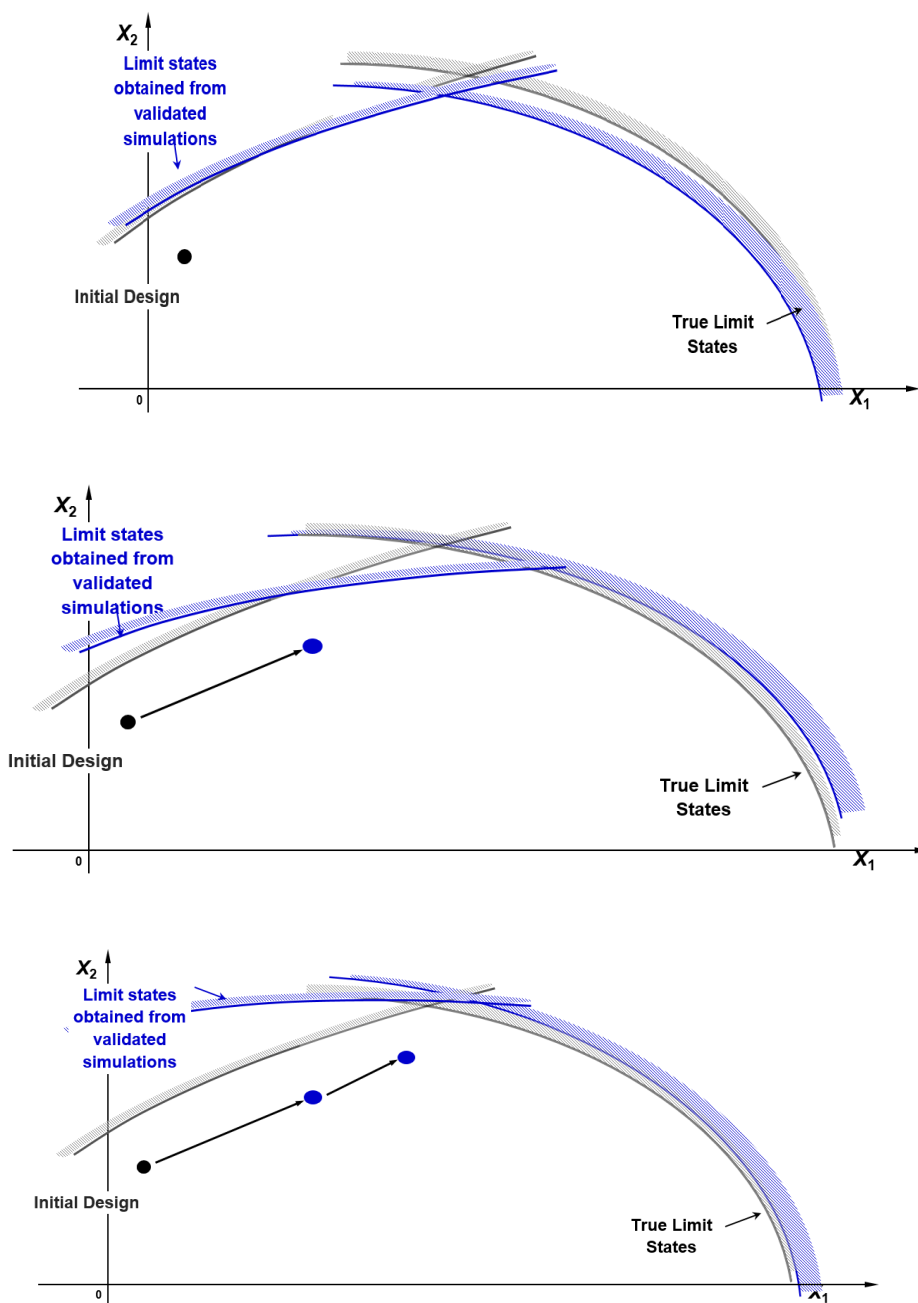 X2
Limit states
obtained from
validated
simulations
Initial Design
True Limit
States
0
X1
X2
Limit states
obtained from
validated
simulations
Initial Design
True Limit
States
0
X1
X2
Limit states
obtained from
validated
simulations
Initial Design
True Limit
States
0
X1